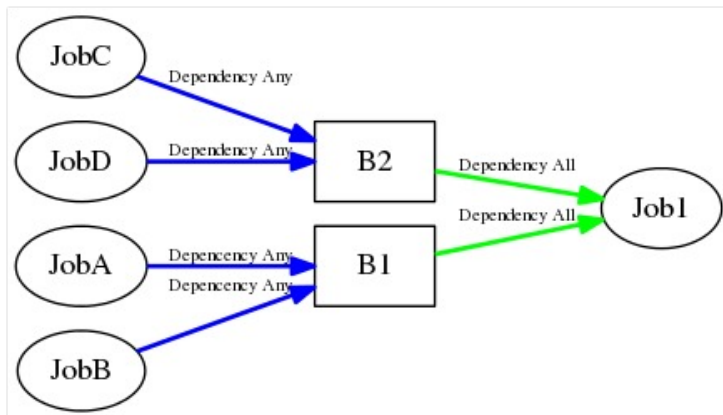 JobC
Dependency Any
JobD
Dependency Any
B2
Dependency All
Job1
Dependency All
JobA
Depencency Any
B1
Depencency Any
JobB